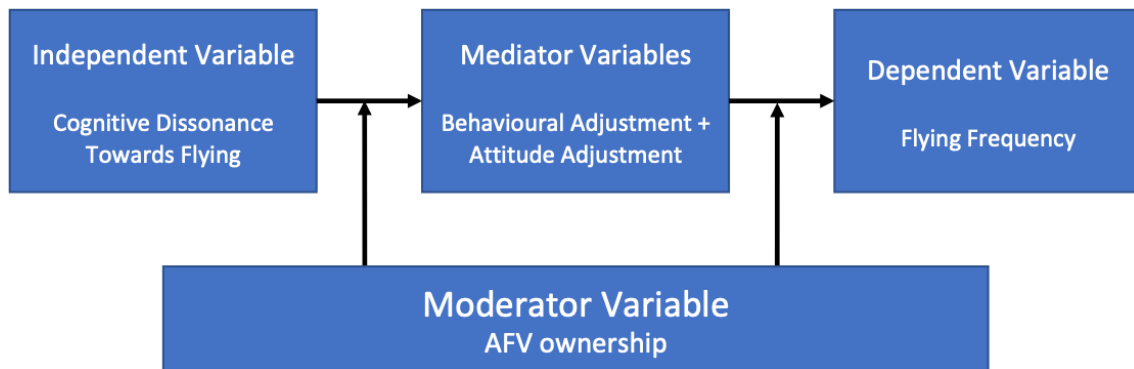 Independent Variable
Cognitive Dissonance
Towards Flying
Mediator Variables
Behavioural Adjustment +
Attitude Adjustment
Dependent Variable
Flying Frequency
Moderator Variable
AFV ownership